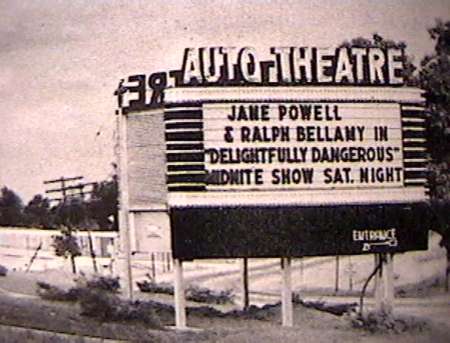 AUTO-THEATRE
JANE POWELL
& RALPH BELLAMY IN
"DELIGHTFULLY DANGEROUS"
MIDNITE SHOW SAT. NIGHT
ENTRANCE